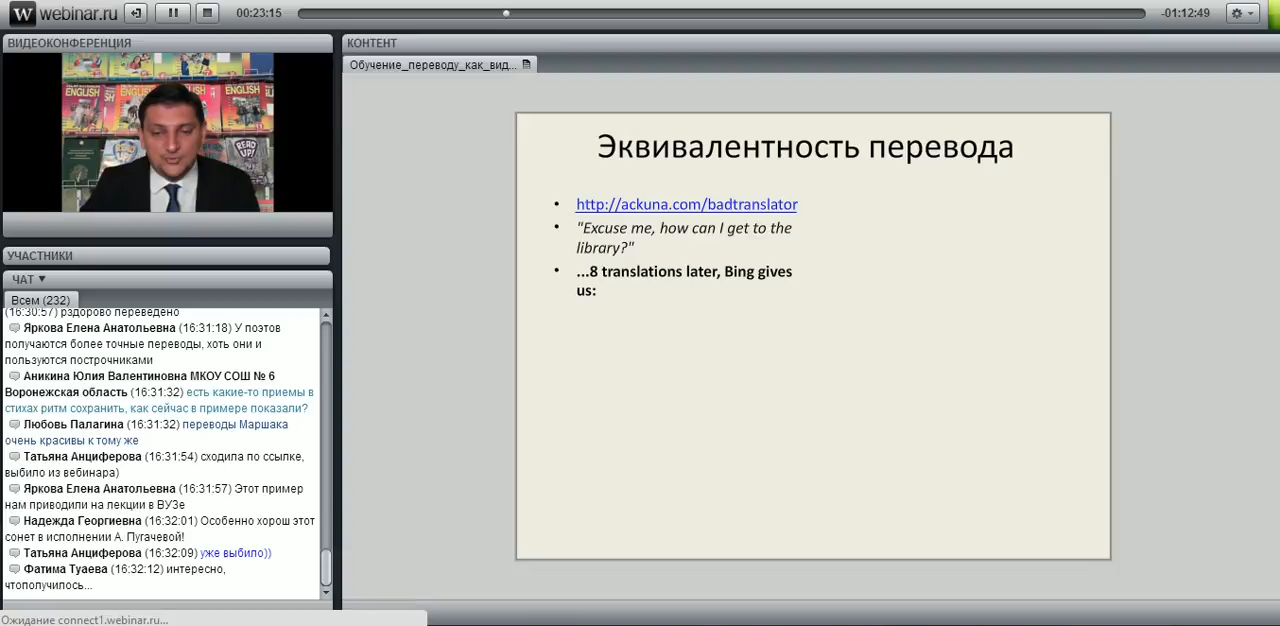 W webinar.ru 00:23:15 -01:12:49
ВИДЕОКОНФЕРЕНЦИЯ
ENGLISH ENGLISH ENGLISH
READ UP!
УЧАСТНИКИ
ЧАТ ▼
Всем (232)
(16:30:57) рздорово переведено
Яркова Елена Анатольевна (16:31:18) У поэтов
получаются более точные переводы, хоть они и
пользуются построчниками
Аникина Юлия Валентиновна МКОУ СОШ № 6
Воронежская область (16:31:32) есть какие-то приемы в
стихах ритм сохранить, как сейчас в примере показали?
Любовь Палагина (16:31:32) переводы Маршака
очень красивы к тому же
Татьяна Анциферова (16:31:54) сходила по ссылке,
выбило из вебинара)
Яркова Елена Анатольевна (16:31:57) Этот пример
нам приводили на лекции в ВУЗе
Надежда Георгиевна (16:32:01) Особенно хорош этот
сонет в исполнении А. Пугачевой!
Татьяна Анциферова (16:32:09) уже выбило))
Фатима Туаева (16:32:12) интересно,
чтополучилось...
Ожидание connect1.webinar.ru...
КОНТЕНТ
Обучение_переводу_как_вид...
Эквивалентность перевода
• http://ackuna.com/badtranslator
• "Excuse me, how can I get to the
library?"
• ...8 translations later, Bing gives
us: